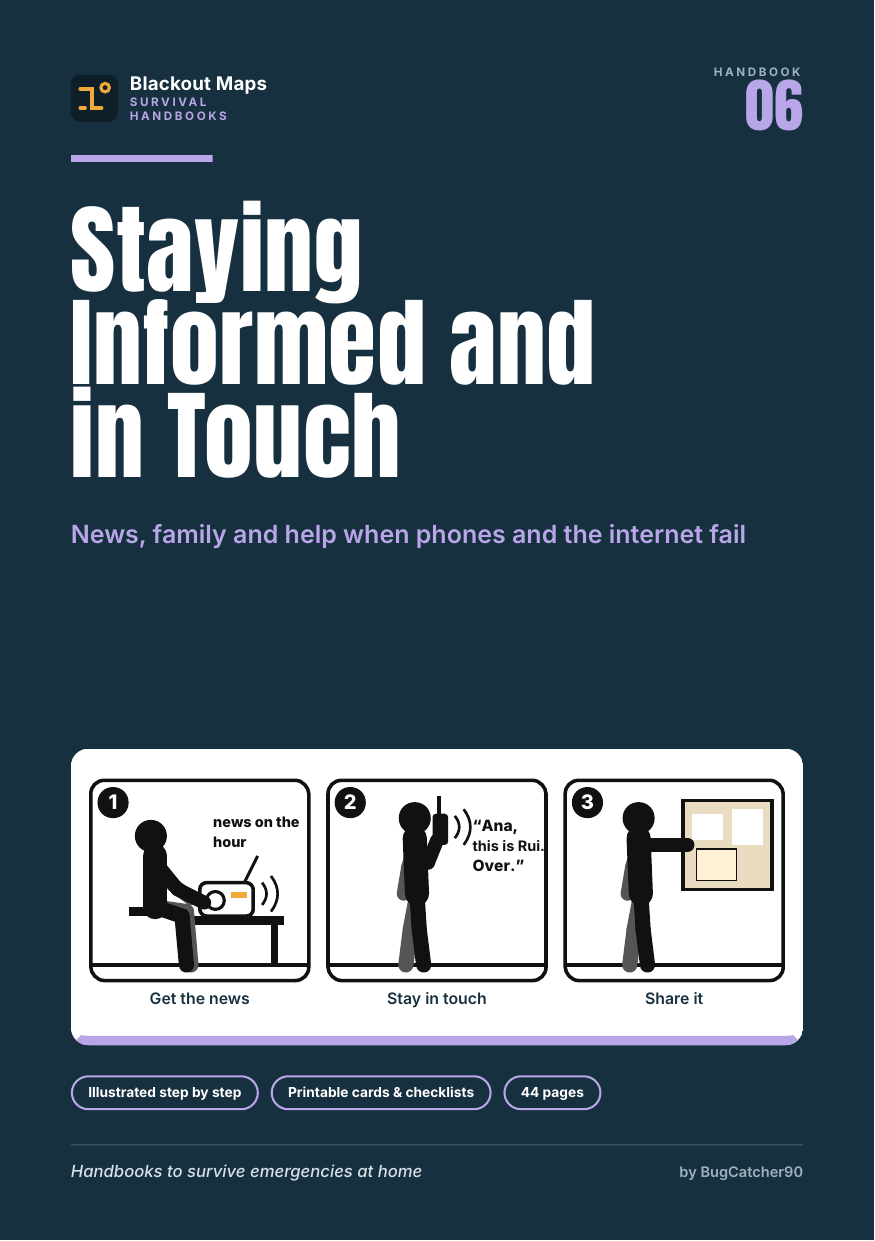 Blackout Maps
SURVIVAL
HANDBOOKS
HANDBOOK
06
Staying
Informed and
in Touch
News, family and help when phones and the internet fail
1
news on the
hour
2
“Ana,
this is Rui.
Over.”
3
Get the news
Stay in touch
Share it
Illustrated step by step
Printable cards & checklists
44 pages
Handbooks to survive emergencies at home
by BugCatcher90